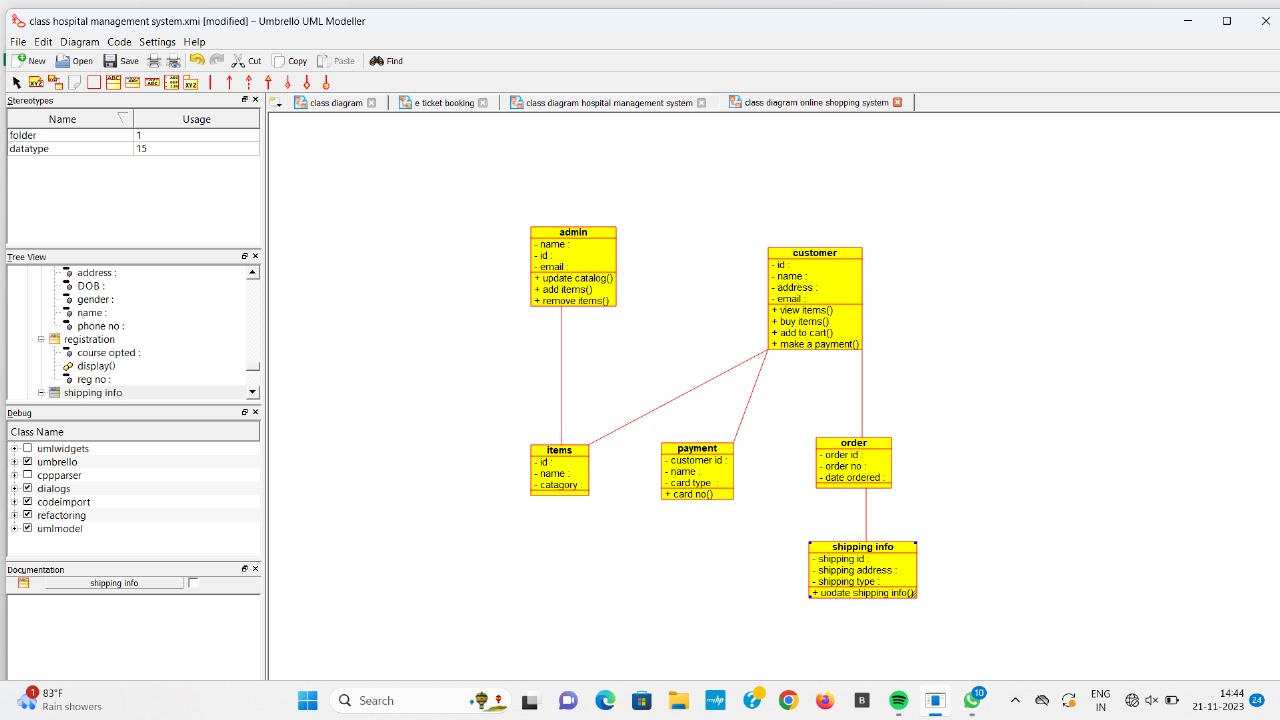 class hospital management system.xmi [modified] – Umbrello UML Modeller
File Edit Diagram Code Settings Help
New Open Save Cut Copy Paste Find
Stereotypes
Name Usage
folder 1
datatype 15
Tree View
address :
DOB :
gender :
name :
phone no :
registration
course opted :
display()
reg no :
shipping info
Debug
Class Name
umlwidgets
umbrello
cppparser
dialogs
codeimport
refactoring
umlmodel
Documentation
shipping info
class diagram
e ticket booking
class diagram hospital management system
class diagram online shopping system
admin
- name :
- id :
- email :
+ update catalog()
+ add items()
+ remove items()
customer
- id :
- name :
- address :
- email :
+ view items()
+ buy items()
+ add to cart()
+ make a payment()
items
- id :
- name :
- catagory :
payment
- customer id :
- name :
- card type :
+ card no()
order
- order id :
- order no :
- date ordered :
shipping info
- shipping id :
- shipping address :
- shipping type :
+ update shipping info()
1
83°F
Rain showers
Search
myhp
B
10
ENG
IN
14:44
21-11-2023
24